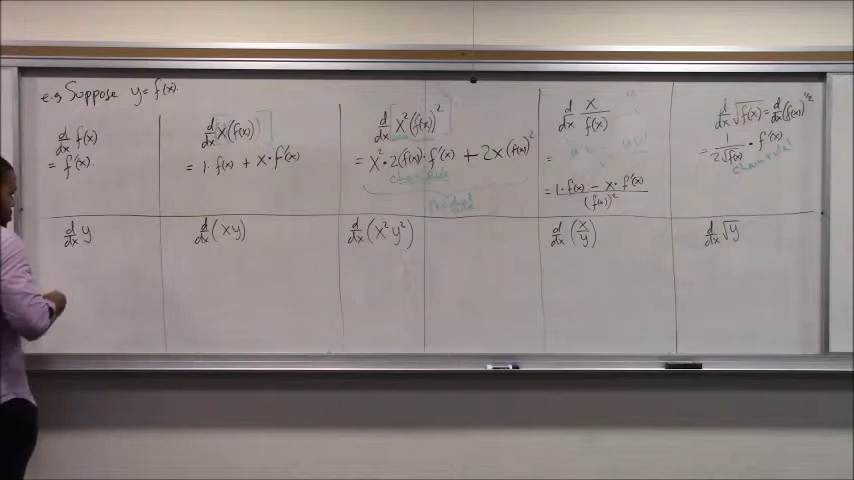 e.g Suppose y = f(x).
d/dx f(x)
= f'(x).
d/dx x(f(x))
= 1· f(x) + x·f'(x)
d/dx [x²(f(x))²]
= x²·2(f(x))·f'(x) + 2x(f(x))²
chain rule
product rule
d/dx x/f(x)
=
= (1·f(x) − x·f'(x))/(f(x))²
d/dx √f(x) = d/dx (f(x))^1/2
= 1/(2√f(x)) · f'(x)
chain rule!
d/dx y
d/dx (xy)
d/dx (x²y²)
d/dx (x/y)
d/dx √y